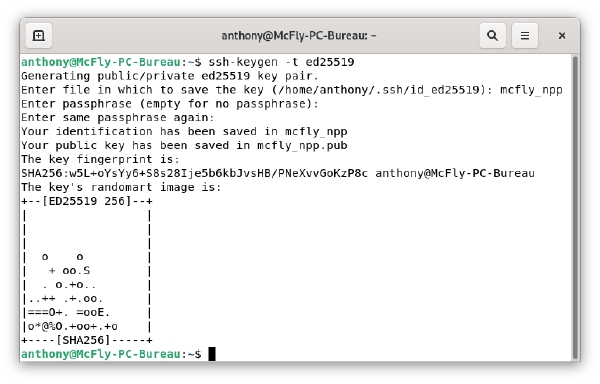 anthony@McFly-PC-Bureau: ~
anthony@McFly-PC-Bureau:~$ ssh-keygen -t ed25519
Generating public/private ed25519 key pair.
Enter file in which to save the key (/home/anthony/.ssh/id_ed25519): mcfly_npp
Enter passphrase (empty for no passphrase):
Enter same passphrase again:
Your identification has been saved in mcfly_npp
Your public key has been saved in mcfly_npp.pub
The key fingerprint is:
SHA256:w5L+oYsYy6+S8s28Ije5b6kbJvsHB/PNeXvvGoKzP8c anthony@McFly-PC-Bureau
The key's randomart image is:
+--[ED25519 256]--+
|                 |
|                 |
|                 |
|  o    o         |
|   + oo.S        |
|  . o.+o..       |
|..++ .+.oo.      |
|===O+. =ooE.     |
|o*@%O.+oo+.+o    |
+----[SHA256]-----+
anthony@McFly-PC-Bureau:~$